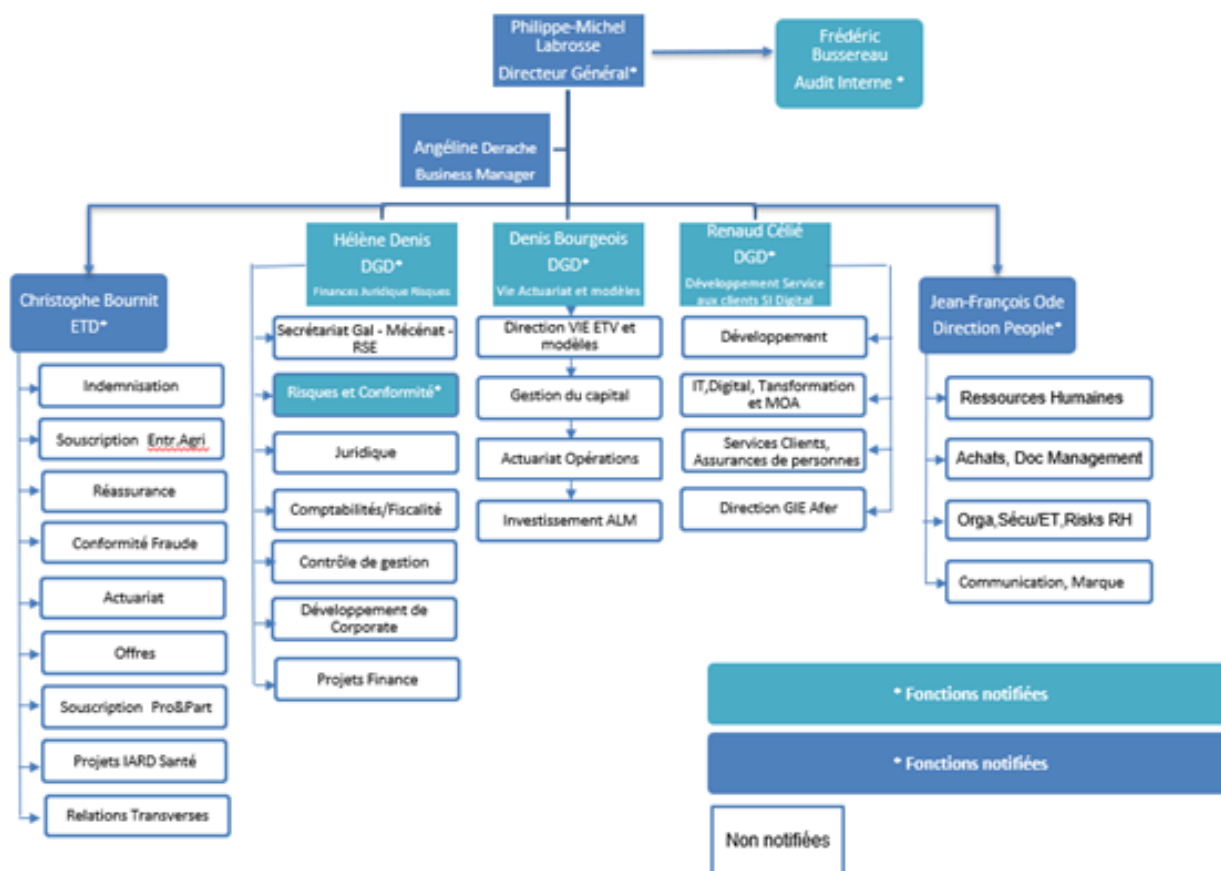 Philippe-Michel
Labrosse
Directeur Général*
Frédéric
Bussereau
Audit Interne *
Angéline Derache
Business Manager
Christophe Bournit
ETD*
Indemnisation
Souscription Entr,Agri
Réassurance
Conformité Fraude
Actuariat
Offres
Souscription Pro&Part
Projets IARD Santé
Relations Transverses
Hélène Denis
DGD*
Finances Juridique Risques
Secrétariat Gal - Mécénat -
RSE
Risques et Conformité*
Juridique
Comptabilités/Fiscalité
Contrôle de gestion
Développement de
Corporate
Projets Finance
Denis Bourgeois
DGD*
Vie Actuariat et modèles
Direction VIE ETV et
modèles
Gestion du capital
Actuariat Opérations
Investissement ALM
Renaud Célié
DGD*
Développement Service
aux clients SI Digital
Développement
IT,Digital, Tansformation
et MOA
Services Clients,
Assurances de personnes
Direction GIE Afer
Jean-François Ode
Direction People*
Ressources Humaines
Achats, Doc Management
Orga,Sécu/ET,Risks RH
Communication, Marque
* Fonctions notifiées
* Fonctions notifiées
Non notifiées